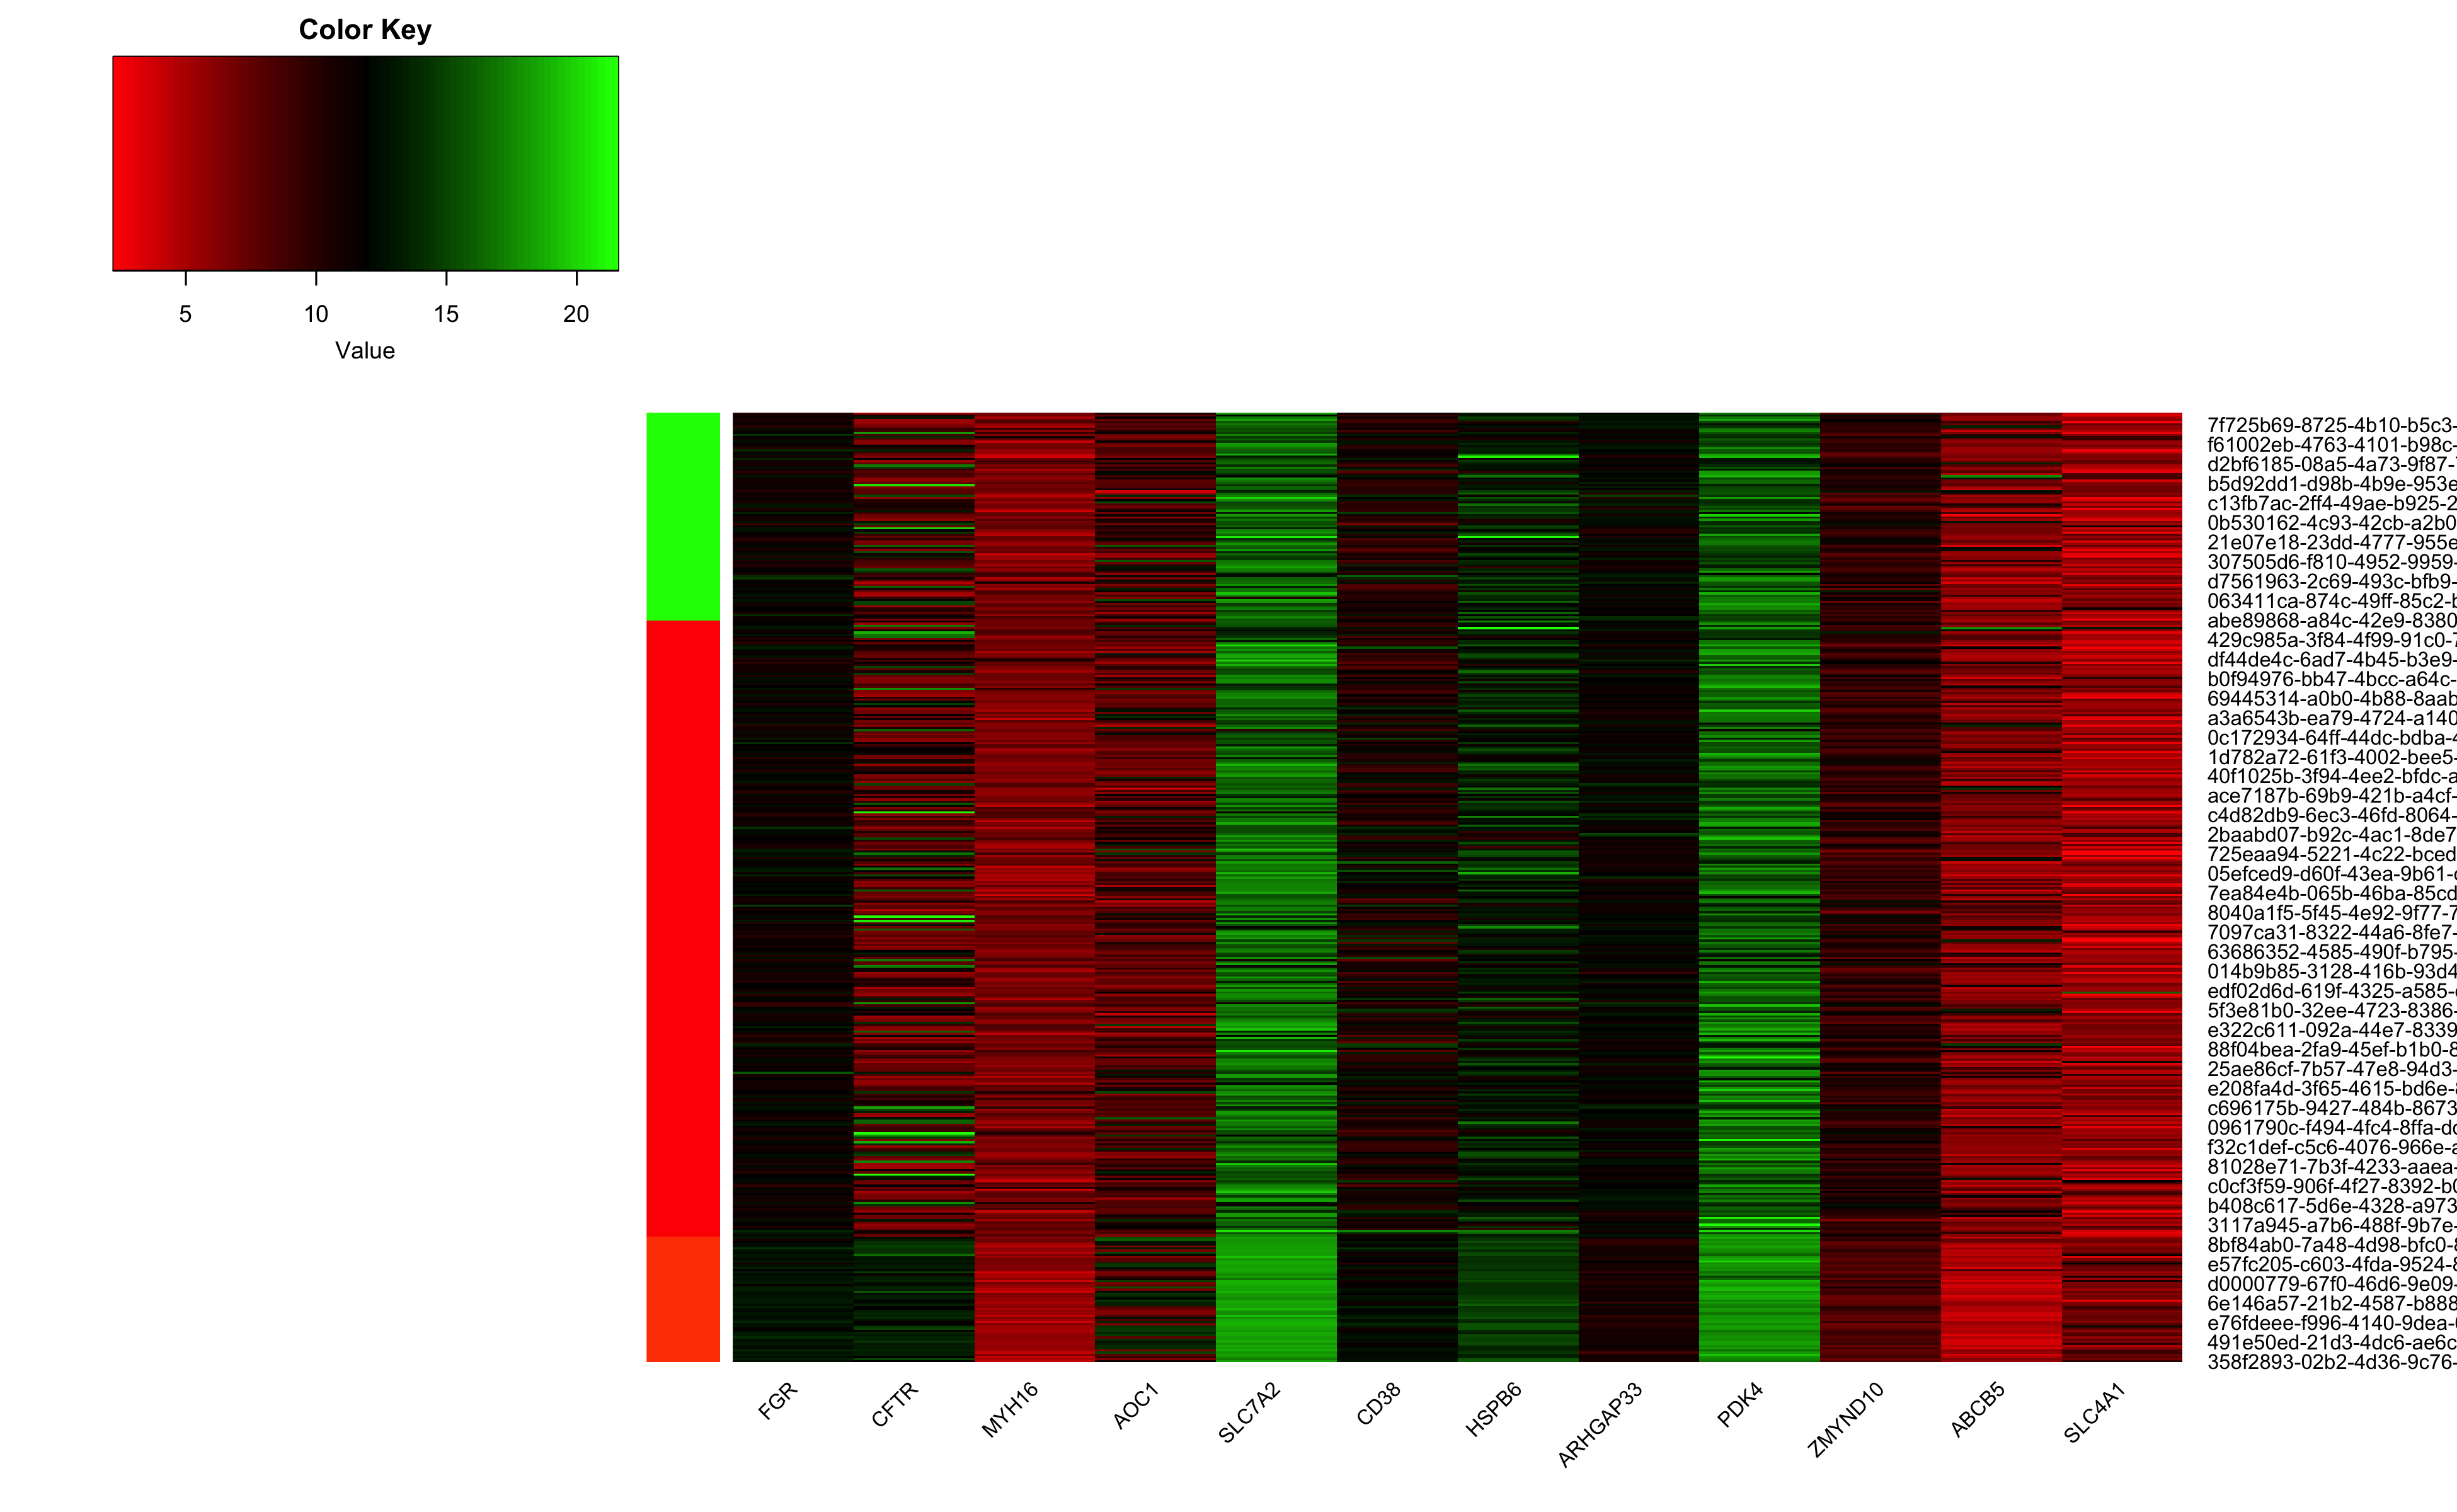 Color Key
5 10 15 20
Value
7f725b69-8725-4b10-b5c3-
f61002eb-4763-4101-b98c-
d2bf6185-08a5-4a73-9f87-
b5d92dd1-d98b-4b9e-953e
c13fb7ac-2ff4-49ae-b925-2
0b530162-4c93-42cb-a2b0
21e07e18-23dd-4777-955e
307505d6-f810-4952-9959-
d7561963-2c69-493c-bfb9-
063411ca-874c-49ff-85c2-b
abe89868-a84c-42e9-8380
429c985a-3f84-4f99-91c0-7
df44de4c-6ad7-4b45-b3e9-
b0f94976-bb47-4bcc-a64c-
69445314-a0b0-4b88-8aab
a3a6543b-ea79-4724-a140
0c172934-64ff-44dc-bdba-4
1d782a72-61f3-4002-bee5-
40f1025b-3f94-4ee2-bfdc-a
ace7187b-69b9-421b-a4cf-
c4d82db9-6ec3-46fd-8064-
2baabd07-b92c-4ac1-8de7
725eaa94-5221-4c22-bced
05efced9-d60f-43ea-9b61-
7ea84e4b-065b-46ba-85cd
8040a1f5-5f45-4e92-9f77-7
7097ca31-8322-44a6-8fe7-
63686352-4585-490f-b795-
014b9b85-3128-416b-93d4
edf02d6d-619f-4325-a585-
5f3e81b0-32ee-4723-8386-
e322c611-092a-44e7-8339
88f04bea-2fa9-45ef-b1b0-8
25ae86cf-7b57-47e8-94d3-
e208fa4d-3f65-4615-bd6e-
c696175b-9427-484b-8673
0961790c-f494-4fc4-8ffa-dc
f32c1def-c5c6-4076-966e-a
81028e71-7b3f-4233-aaea-
c0cf3f59-906f-4f27-8392-b0
b408c617-5d6e-4328-a973
3117a945-a7b6-488f-9b7e-
8bf84ab0-7a48-4d98-bfc0-8
e57fc205-c603-4fda-9524-8
d0000779-67f0-46d6-9e09-
6e146a57-21b2-4587-b888
e76fdeee-f996-4140-9dea-
491e50ed-21d3-4dc6-ae6c
358f2893-02b2-4d36-9c76-
FGR CFTR MYH16 AOC1 SLC7A2 CD38 HSPB6 ARHGAP33 PDK4 ZMYND10 ABCB5 SLC4A1